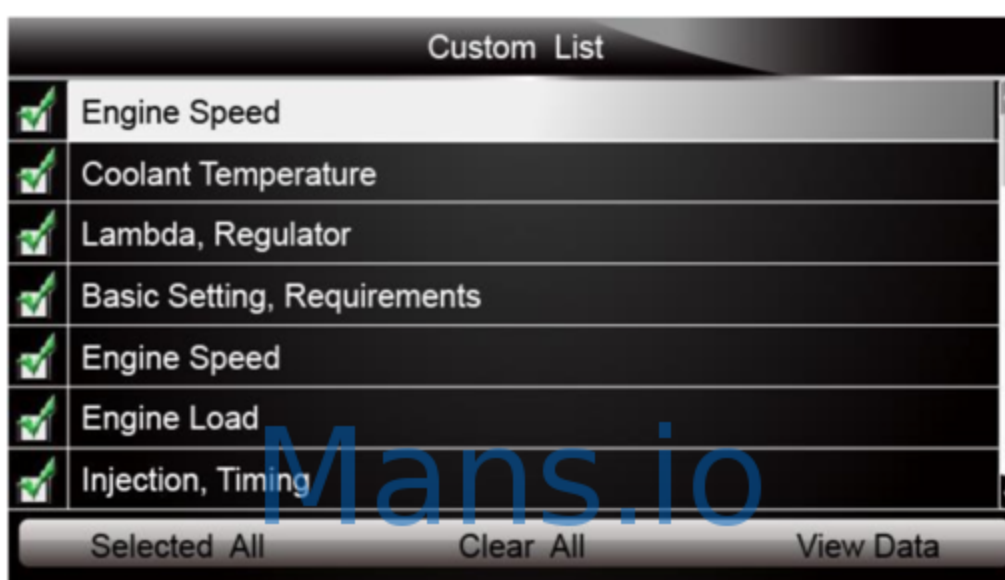 Custom List
Engine Speed
Coolant Temperature
Lambda, Regulator
Basic Setting, Requirements
Engine Speed
Engine Load
Injection, Timing
Mans.io
Selected All Clear All View Data